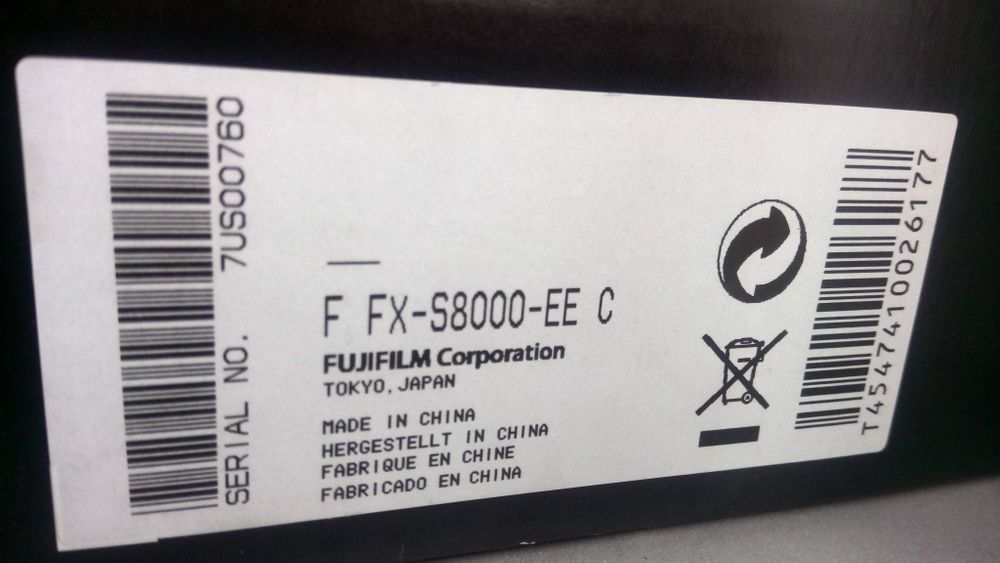 SERIAL NO. 7US00760
F FX-S8000-EE C
FUJIFILM Corporation
TOKYO, JAPAN
MADE IN CHINA
HERGESTELLT IN CHINA
FABRIQUE EN CHINE
FABRICADO EN CHINA
T4547410026177